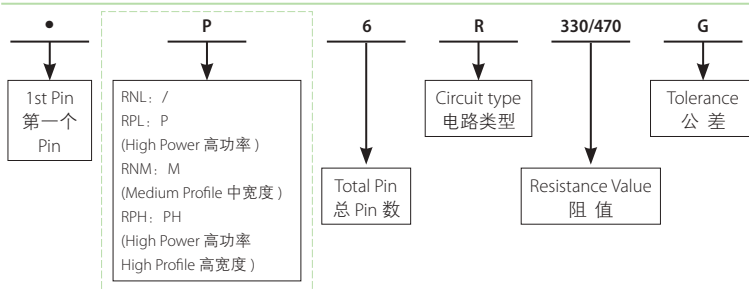 • P 6 R 330/470 G
1st Pin
第一个
Pin
RNL：/
RPL：P
(High Power 高功率 )
RNM：M
(Medium Profile 中宽度 )
RPH：PH
(High Power 高功率
High Profile 高宽度 )
Total Pin
总 Pin 数
Circuit type
电路类型
Resistance Value
阻 值
Tolerance
公 差